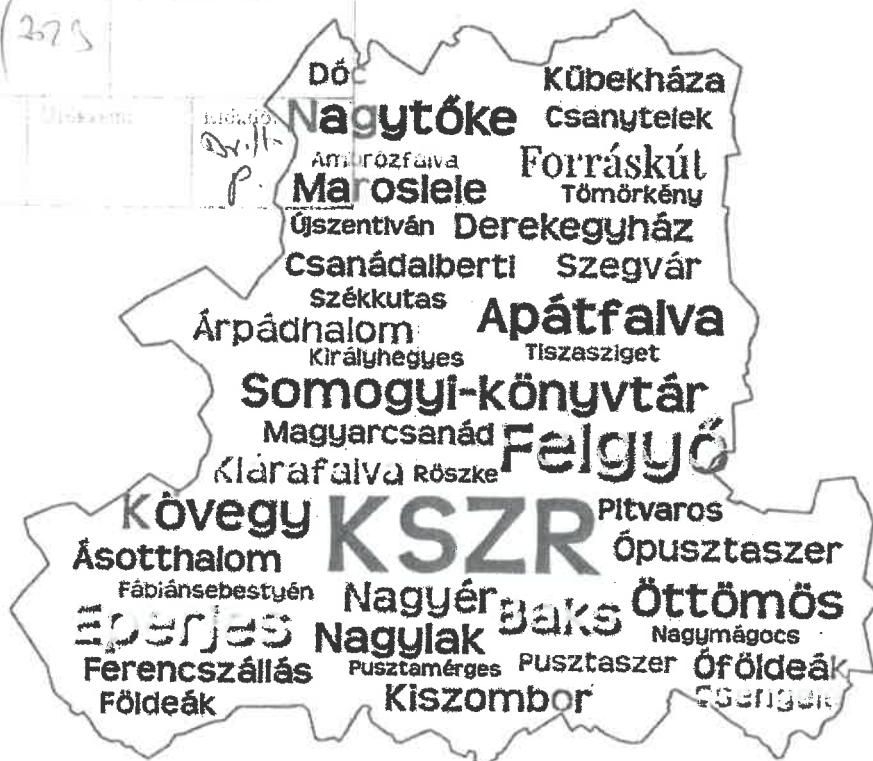 Dóc Kübekháza
Nagytőke Csanytelek
Ambrózfalva Forráskút
Maroslele Tömörkény
Újszentiván Derekegyház
Csanádalberti Szegvár
Székkutas Apátfalva
Árpádhalom
Királyhegyes Tiszasziget
Somogyi-könyvtár
Magyarcsanád Felgyő
Klárafalva Röszke
Kövegy KSZR Pitvaros
Ásotthalom Ópusztaszer
Fábiánsebestyén Nagyér Baks Öttömös
Eperjes Nagylak Nagymágocs
Ferencszállás Pusztamérges Pusztaszer Óföldeák
Földeák Kiszombor Csengele